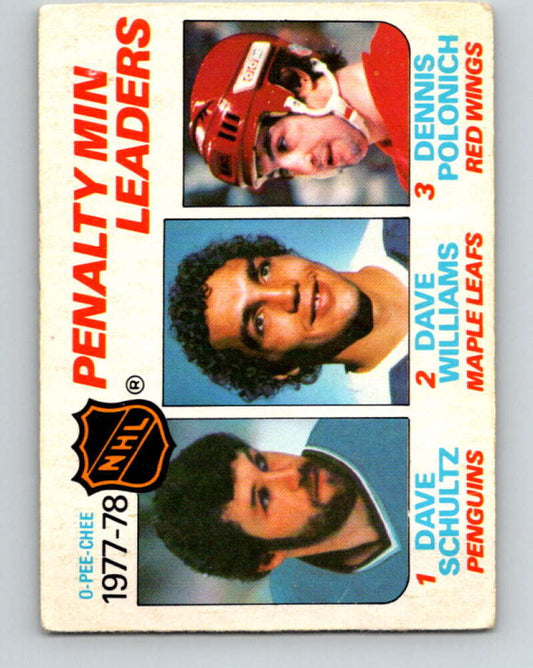 O-PEE-CHEE
1977-78
NHL
®
PENALTY MIN
LEADERS
1 DAVE
SCHULTZ
PENGUINS
2 DAVE
WILLIAMS
MAPLE LEAFS
3 DENNIS
POLONICH
RED WINGS